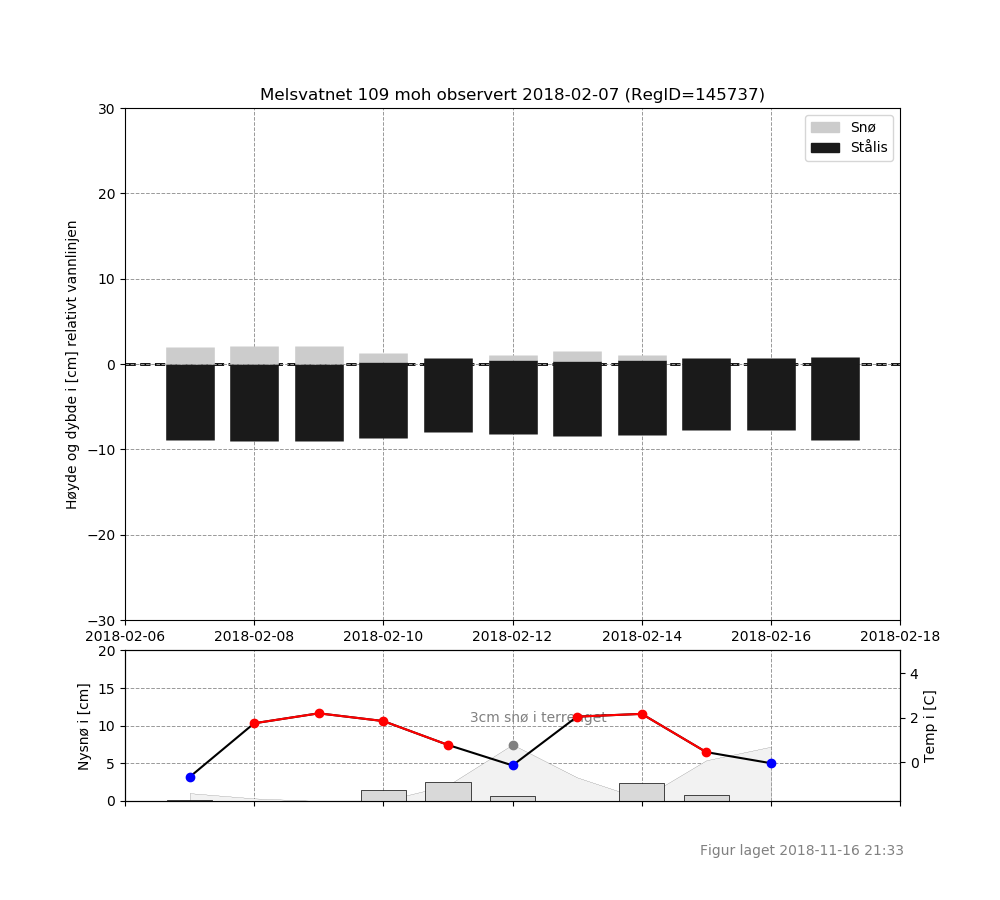 Melsvatnet 109 moh observert 2018-02-07 (RegID=145737)
Snø
Stålis
Høyde og dybde i [cm] relativt vannlinjen
30
20
10
0
−10
−20
−30
2018-02-06 2018-02-08 2018-02-10 2018-02-12 2018-02-14 2018-02-16 2018-02-18
Nysnø i [cm]
20
15
10
5
0
3cm snø i terrenget
4
2
0
Temp i [C]
Figur laget 2018-11-16 21:33